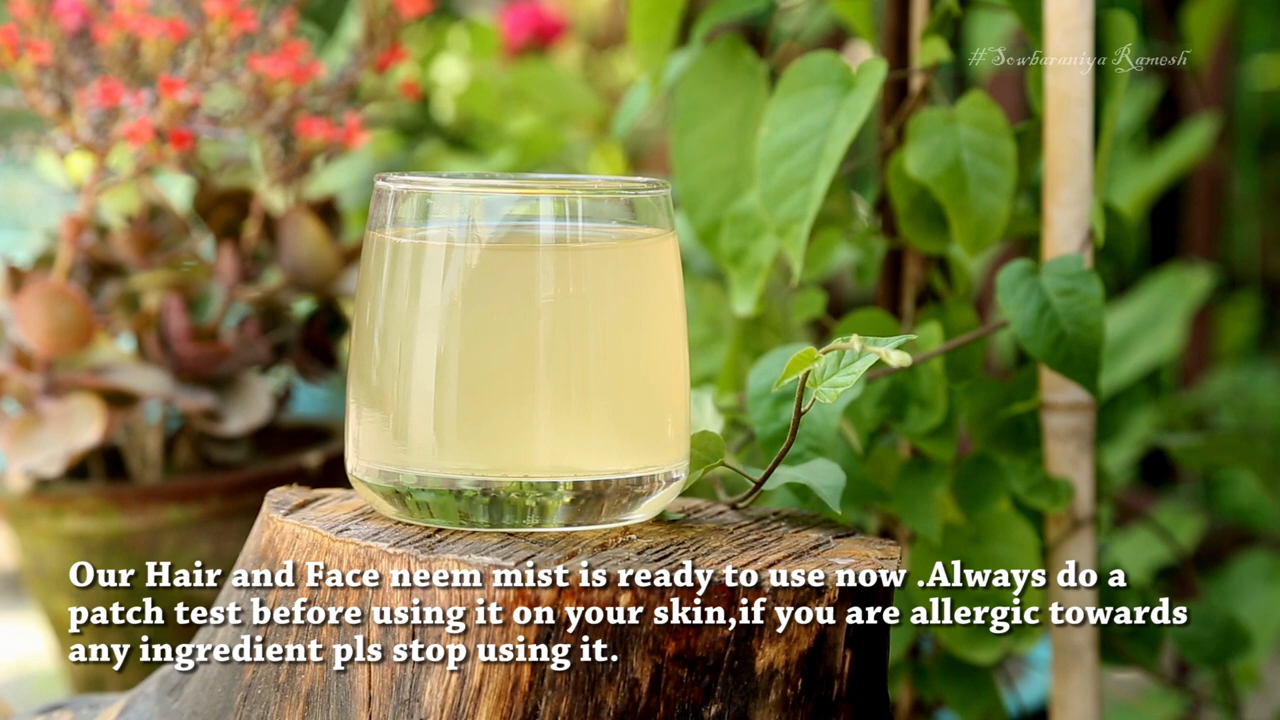 #Sowbaraniya Ramesh
Our Hair and Face neem mist is ready to use now .Always do a
patch test before using it on your skin,if you are allergic towards
any ingredient pls stop using it.